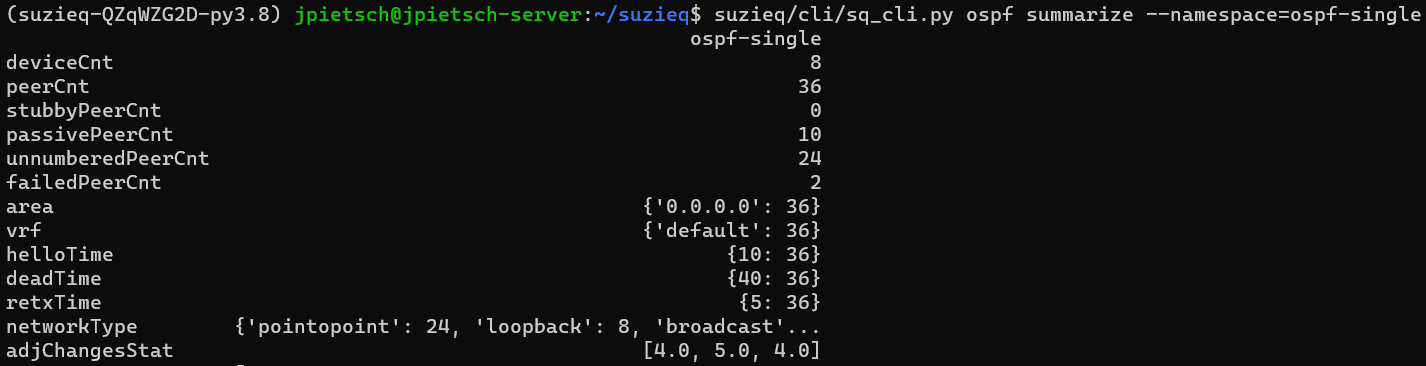 (suzieq-QZqWZG2D-py3.8) jpietsch@jpietsch-server:~/suzieq$ suzieq/cli/sq_cli.py ospf summarize --namespace=ospf-single
ospf-single
deviceCnt 8
peerCnt 36
stubbyPeerCnt 0
passivePeerCnt 10
unnumberedPeerCnt 24
failedPeerCnt 2
area {'0.0.0.0': 36}
vrf {'default': 36}
helloTime {10: 36}
deadTime {40: 36}
retxTime {5: 36}
networkType {'pointopoint': 24, 'loopback': 8, 'broadcast'...
adjChangesStat [4.0, 5.0, 4.0]